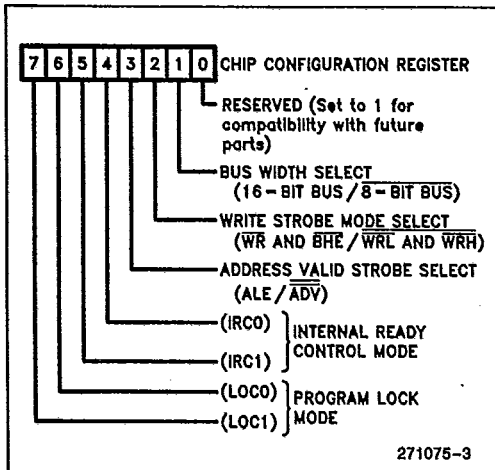 7 6 5 4 3 2 1 0 CHIP CONFIGURATION REGISTER
RESERVED (Set to 1 for
compatibility with future
parts)
BUS WIDTH SELECT
(16-BIT BUS / 8-BIT BUS)
WRITE STROBE MODE SELECT
(WR AND BHE / WRL AND WRH)
ADDRESS VALID STROBE SELECT
(ALE / ADV)
(IRC0)
INTERNAL READY
CONTROL MODE
(IRC1)
(LOC0)
PROGRAM LOCK
MODE
(LOC1)
271075-3